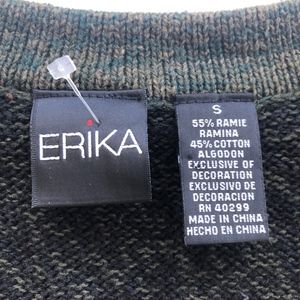 ERIKA
S
55% RAMIE
RAMINA
45% COTTON
ALGODON
EXCLUSIVE OF
DECORATION
EXCLUSIVO DE
DECORACION
RN 40299
MADE IN CHINA
HECHO EN CHINA